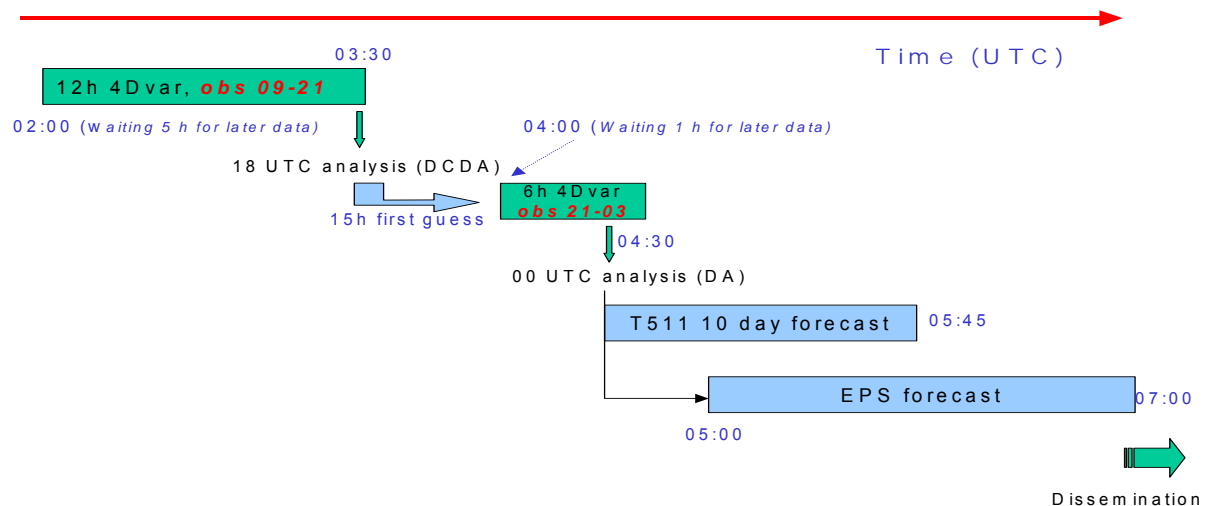 03:30
Time (UTC)
12h 4Dvar, obs 09-21
02:00 (waiting 5 h for later data)
04:00 (Waiting 1 h for later data)
18 UTC analysis (DCDA)
6h 4Dvar
obs 21-03
15h first guess
04:30
00 UTC analysis (DA)
T511 10 day forecast
05:45
EPS forecast
07:00
05:00
Dissemination